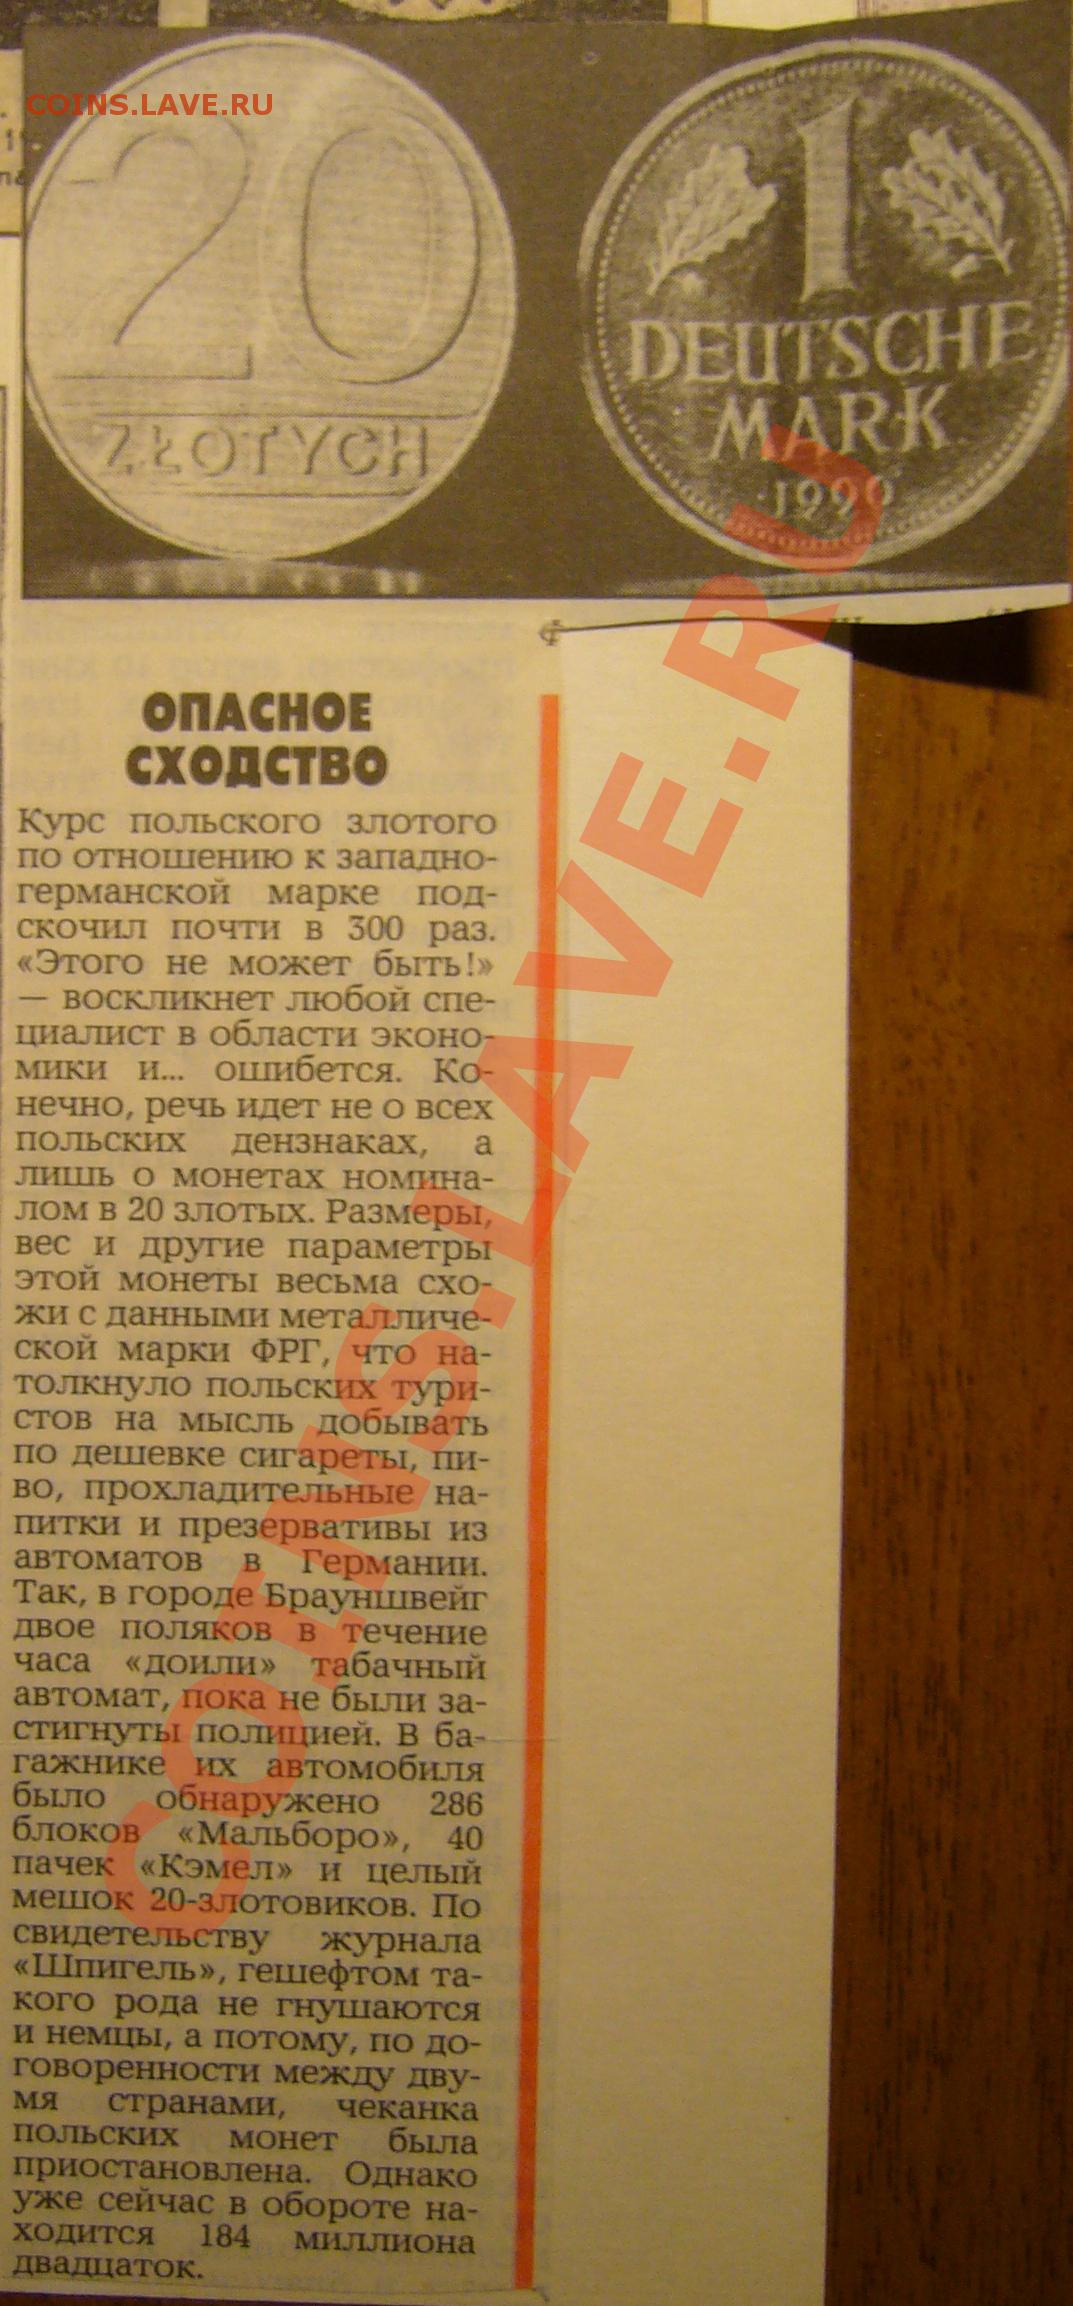 COINS.LAVE.RU
20
ZŁOTYCH
1
DEUTSCHE
MARK
1990
ОПАСНОЕ
СХОДСТВО
Курс польского злотого
по отношению к западно-
германской марке под-
скочил почти в 300 раз.
«Этого не может быть!»
— воскликнет любой спе-
циалист в области эконо-
мики и... ошибется. Ко-
нечно, речь идет не о всех
польских дензнаках, а
лишь о монетах номина-
лом в 20 злотых. Размеры,
вес и другие параметры
этой монеты весьма схо-
жи с данными металличе-
ской марки ФРГ, что на-
толкнуло польских тури-
стов на мысль добывать
по дешевке сигареты, пи-
во, прохладительные на-
питки и презервативы из
автоматов в Германии.
Так, в городе Брауншвейг
двое поляков в течение
часа «доили» табачный
автомат, пока не были за-
стигнуты полицией. В ба-
гажнике их автомобиля
было обнаружено 286
блоков «Мальборо», 40
пачек «Кэмел» и целый
мешок 20-злотовиков. По
свидетельству журнала
«Шпигель», гешефтом та-
кого рода не гнушаются
и немцы, а потому, по до-
говоренности между дву-
мя странами, чеканка
польских монет была
приостановлена. Однако
уже сейчас в обороте на-
ходится 184 миллиона
двадцаток.
COINS.LAVE.RU